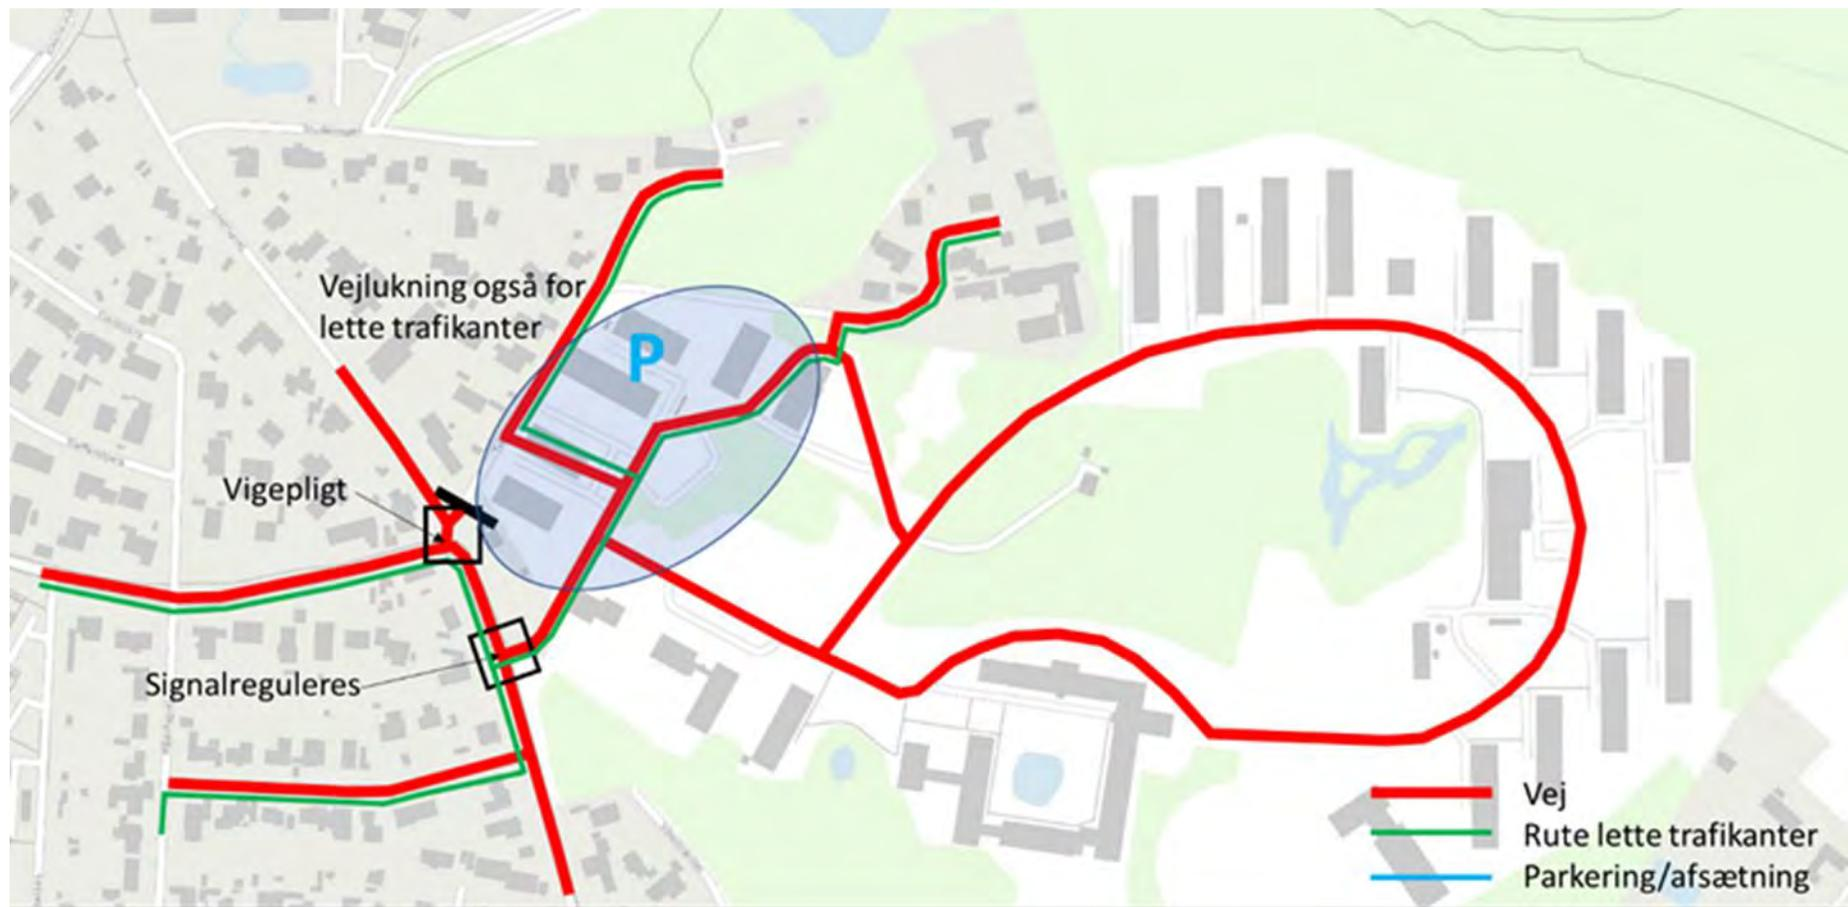 Vejlukning også for
lette trafikanter
P
Vigepligt
Signalreguleres
Vej
Rute lette trafikanter
Parkering/afsætning